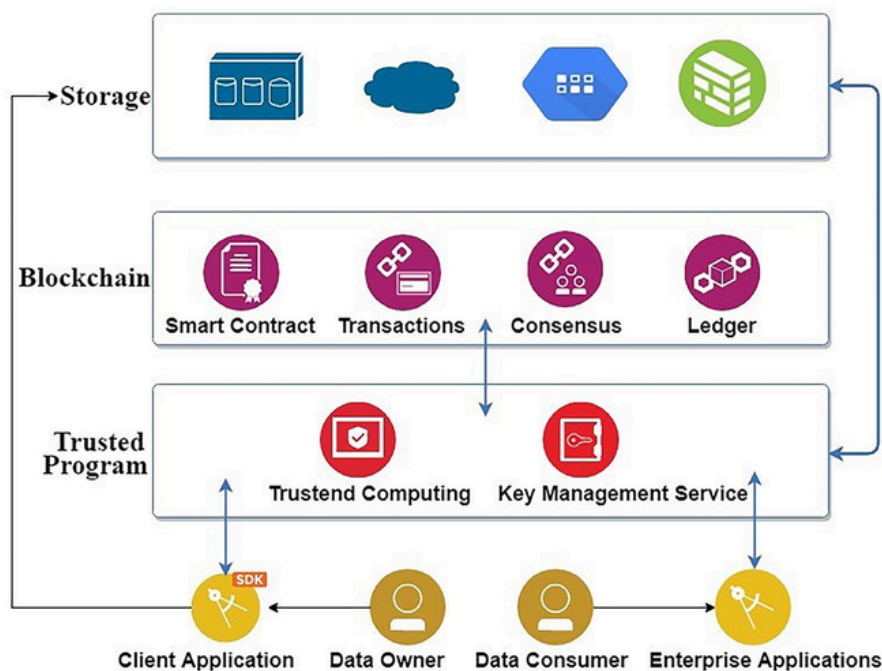 Storage
Blockchain
Smart Contract
Transactions
Consensus
Ledger
Trusted
Program
Trustend Computing
Key Management Service
SDK
Client Application
Data Owner
Data Consumer
Enterprise Applications